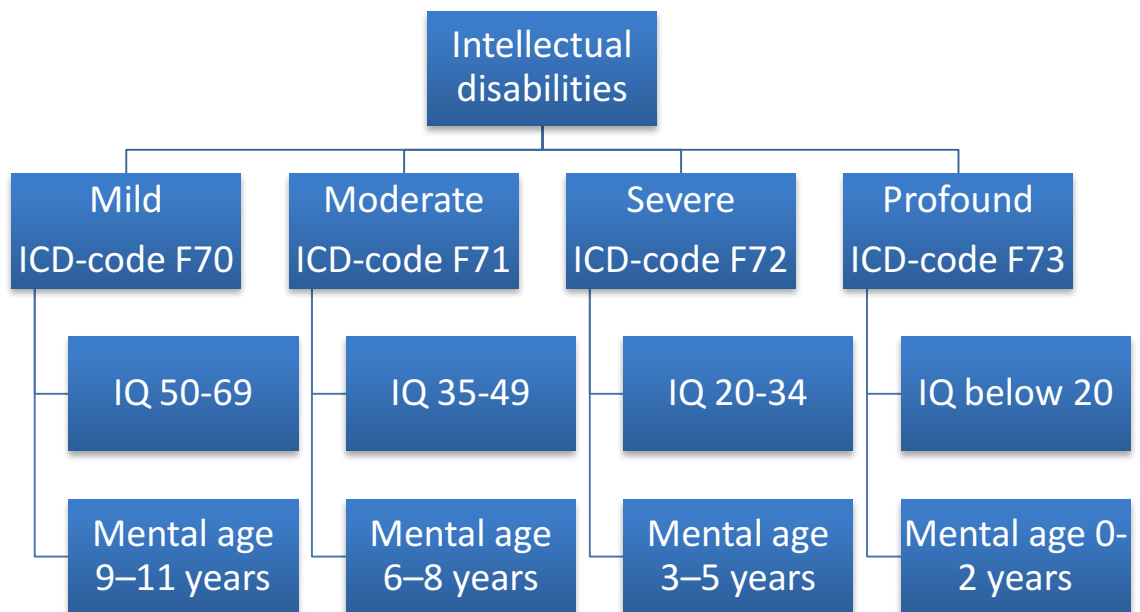 Intellectual
disabilities
Mild
ICD-code F70
IQ 50-69
Mental age
9–11 years
Moderate
ICD-code F71
IQ 35-49
Mental age
6–8 years
Severe
ICD-code F72
IQ 20-34
Mental age
3–5 years
Profound
ICD-code F73
IQ below 20
Mental age 0-
2 years